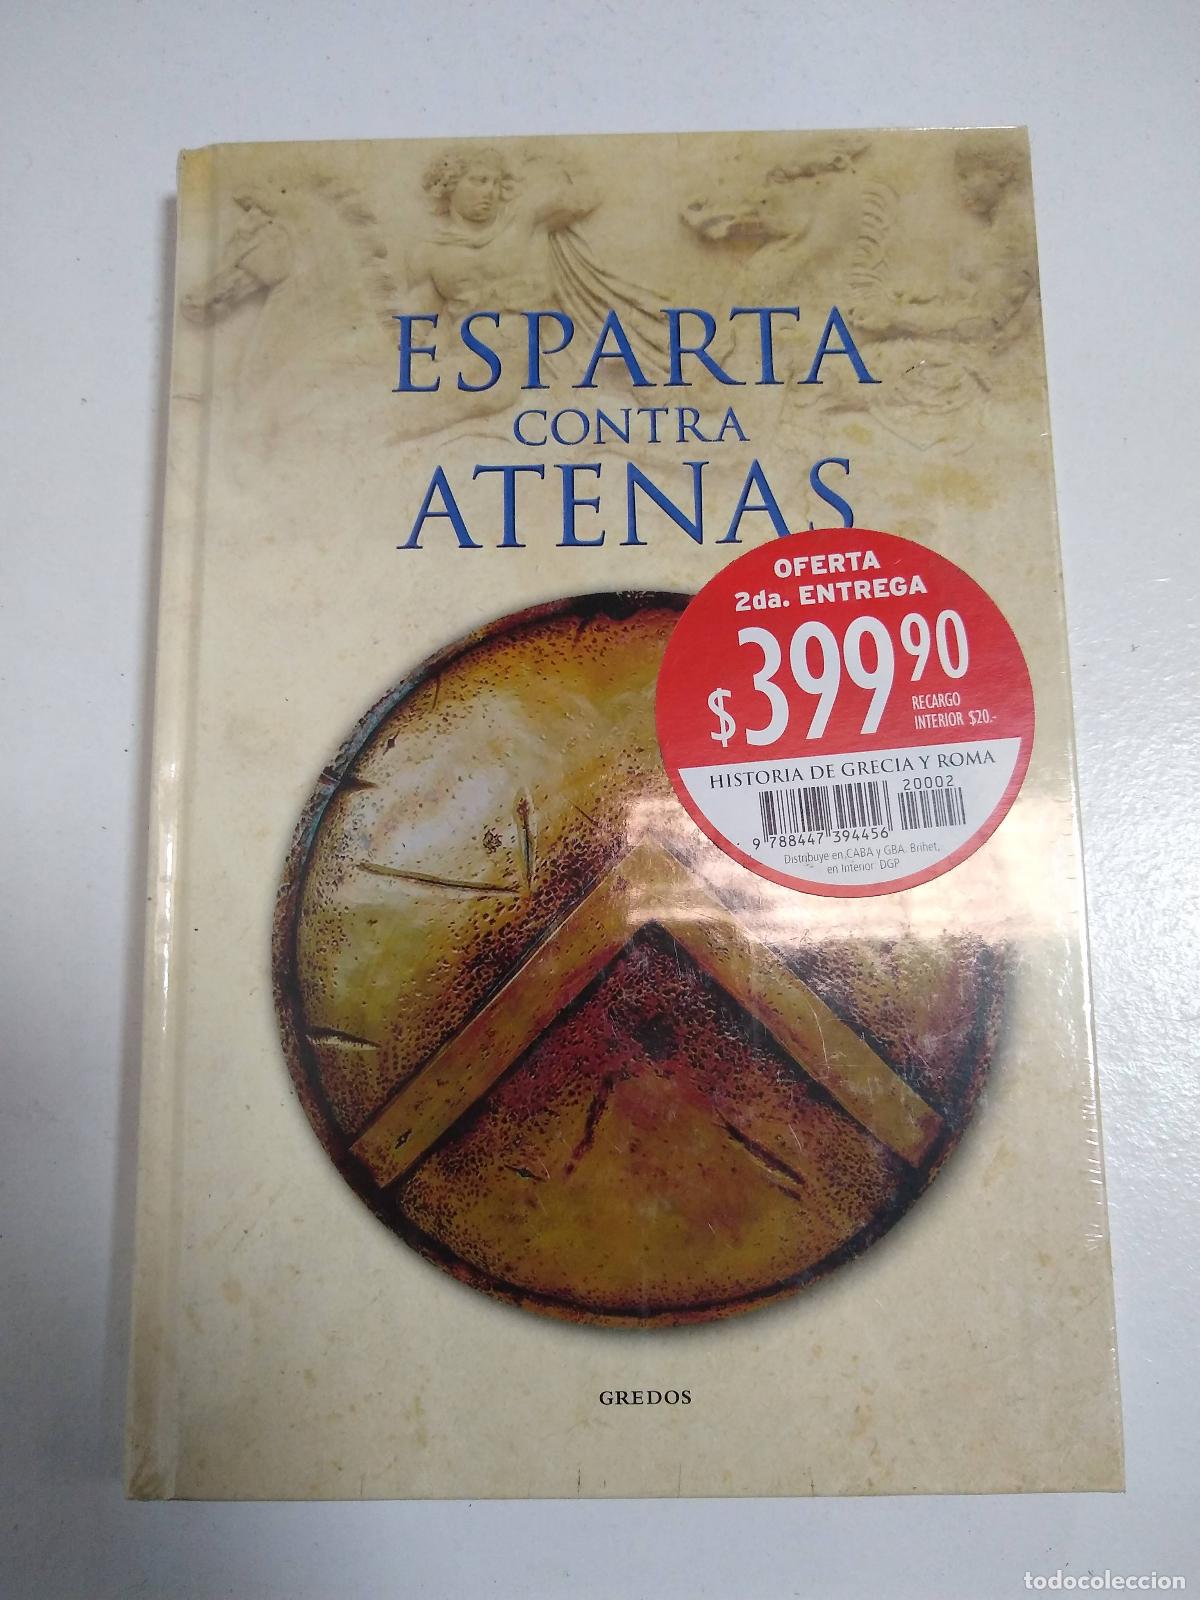 ESPARTA
CONTRA
ATENAS
OFERTA
2da. ENTREGA
$399 90
RECARGO
INTERIOR $20.-
HISTORIA DE GRECIA Y ROMA
20002
9 788447 394456
Distribuye en CABA y GBA. Brihet,
en Interior: DGP
GREDOS
todocoleccion